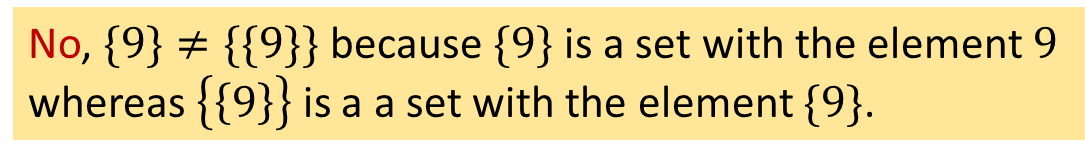 No, {9} ≠ {{9}} because {9} is a set with the element 9
whereas {{9}} is a a set with the element {9}.